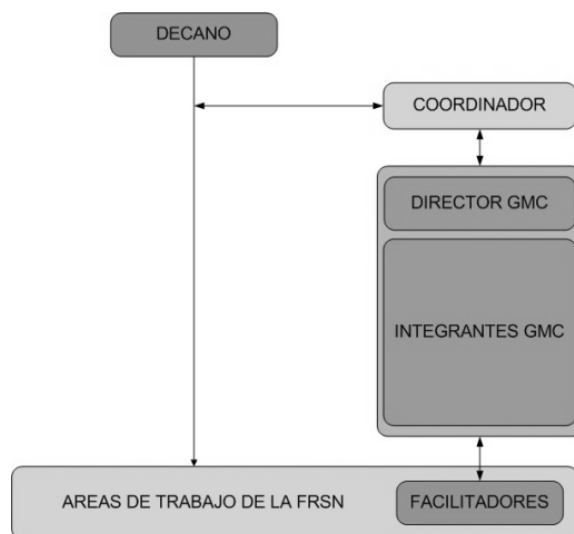 DECANO
COORDINADOR
DIRECTOR GMC
INTEGRANTES GMC
AREAS DE TRABAJO DE LA FRSN
FACILITADORES